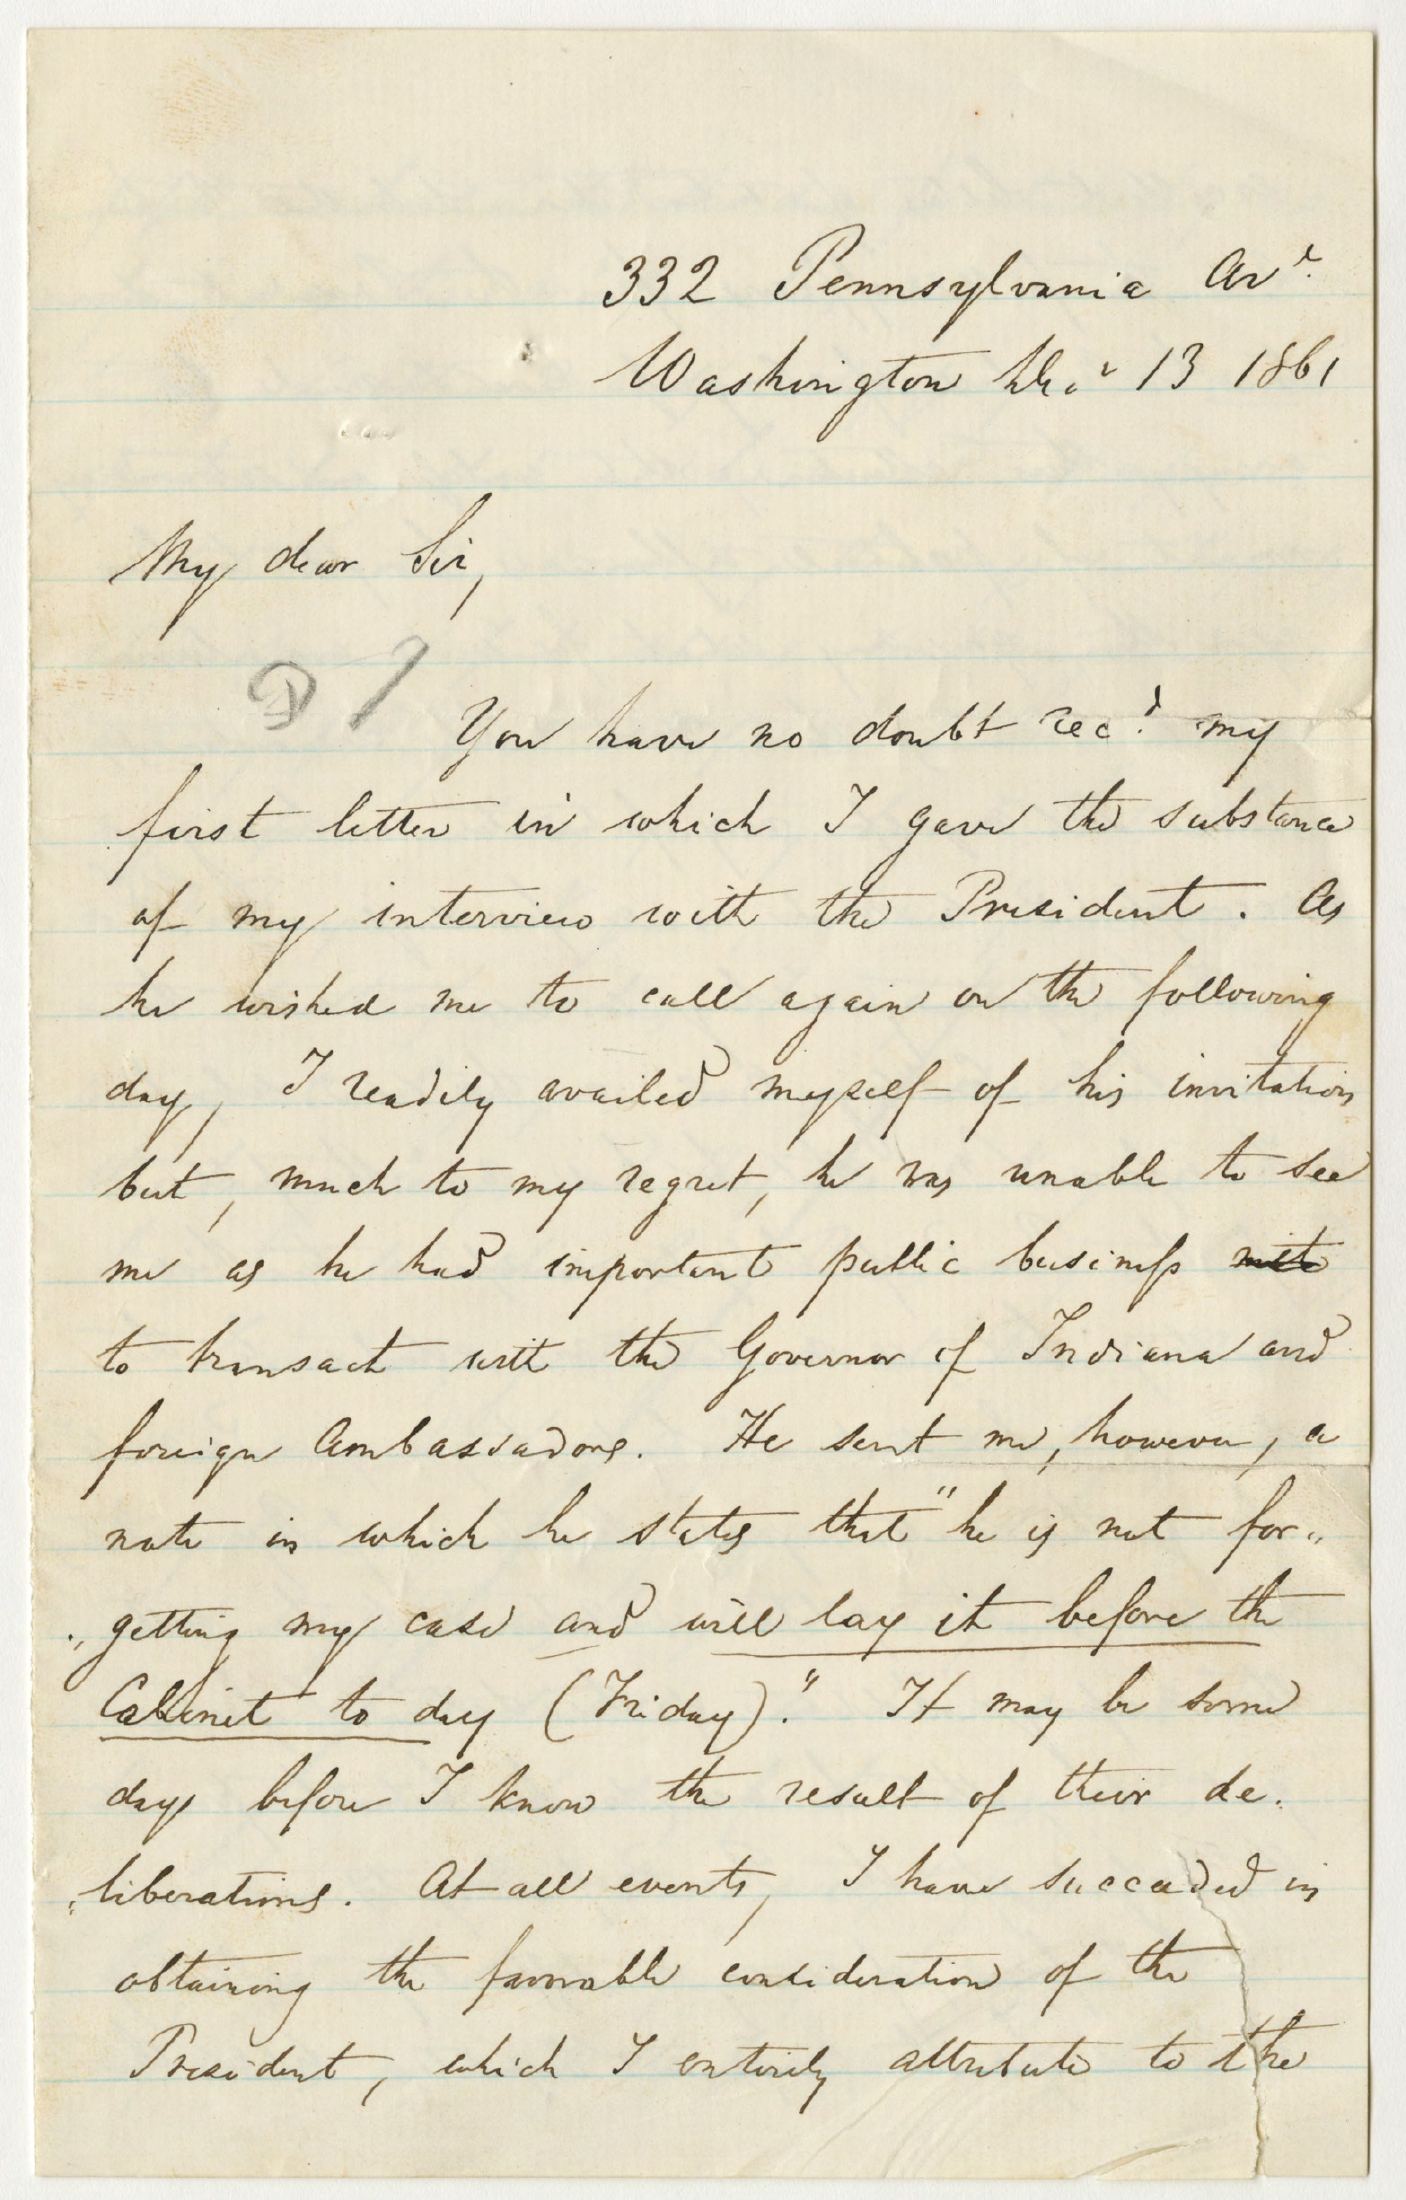 332 Pennsylvania Av^e.
Washington Dec^r 13 1861
My dear Sir,
You have no doubt rec^d. my
first letter in which I gave the substance
of my interview with the President. As
he wished me to call again on the following
day, I readily availed myself of his invitation
but, much to my regret, he was unable to see
me as he had important public business
to transact with the Governor of Indiana and
foreign Ambassadors. He sent me, however, a
note in which he states that "he is not for„
„getting my case and will lay it before the
Cabinet to day (Friday)." It may be some
days before I know the result of their de.
„liberations. At all events, I have succeeded in
obtaining the favorable consideration of the
President, which I entirely attribute to the